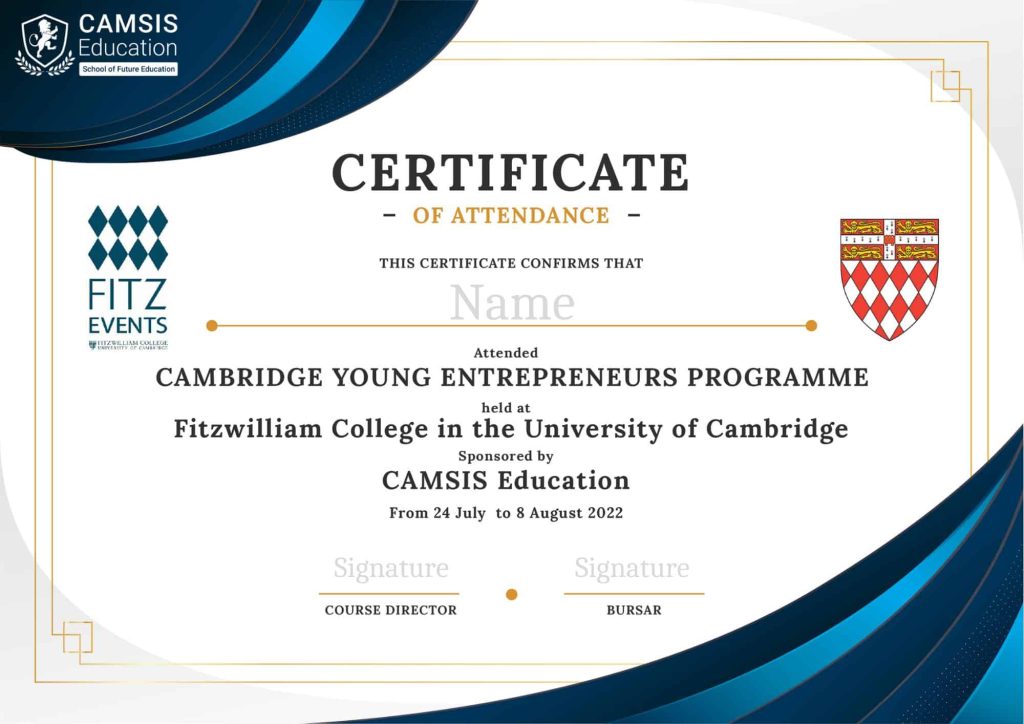 CAMSIS
Education
School of Future Education
CERTIFICATE
– OF ATTENDANCE –
THIS CERTIFICATE CONFIRMS THAT
Name
FITZ
EVENTS
FITZWILLIAM COLLEGE
UNIVERSITY OF CAMBRIDGE
Attended
CAMBRIDGE YOUNG ENTREPRENEURS PROGRAMME
held at
Fitzwilliam College in the University of Cambridge
Sponsored by
CAMSIS Education
From 24 July to 8 August 2022
Signature Signature
COURSE DIRECTOR BURSAR